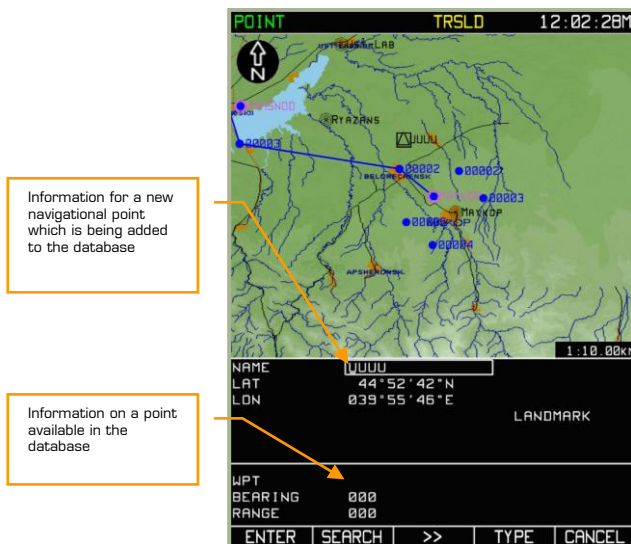 POINT TRSLD 12:02:28M
LAB
N
RYAZANS
UUUU
00003
00002
00002
BELORECHENSK
00003
MAYKOP
00004
APSHERONSK
1:10.00KM
Information for a new
navigational point
which is being added
to the database
NAME UUUU
LAT 44°52'42"N
LON 039°55'46"E
LANDMARK
Information on a point
available in the
database
WPT
BEARING 000
RANGE 000
ENTER SEARCH >> TYPE CANCEL